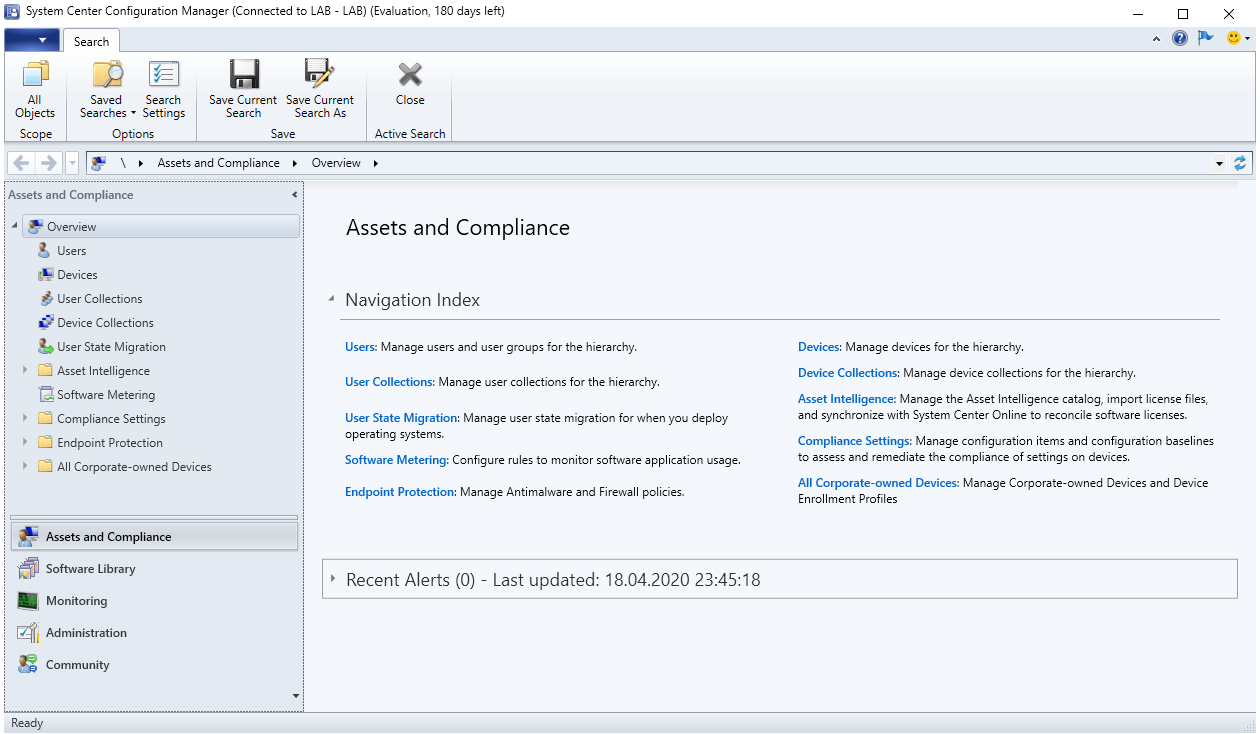 System Center Configuration Manager (Connected to LAB - LAB) (Evaluation, 180 days left)
Search
All
Objects
Scope
Saved
Searches
Search
Settings
Options
Save Current
Search
Save Current
Search As
Save
Close
Active Search
\ Assets and Compliance Overview
Assets and Compliance
Overview
Users
Devices
User Collections
Device Collections
User State Migration
Asset Intelligence
Software Metering
Compliance Settings
Endpoint Protection
All Corporate-owned Devices
Assets and Compliance
Software Library
Monitoring
Administration
Community
Assets and Compliance
Navigation Index
Users: Manage users and user groups for the hierarchy.
User Collections: Manage user collections for the hierarchy.
User State Migration: Manage user state migration for when you deploy
operating systems.
Software Metering: Configure rules to monitor software application usage.
Endpoint Protection: Manage Antimalware and Firewall policies.
Devices: Manage devices for the hierarchy.
Device Collections: Manage device collections for the hierarchy.
Asset Intelligence: Manage the Asset Intelligence catalog, import license files,
and synchronize with System Center Online to reconcile software licenses.
Compliance Settings: Manage configuration items and configuration baselines
to assess and remediate the compliance of settings on devices.
All Corporate-owned Devices: Manage Corporate-owned Devices and Device
Enrollment Profiles
Recent Alerts (0) - Last updated: 18.04.2020 23:45:18
Ready